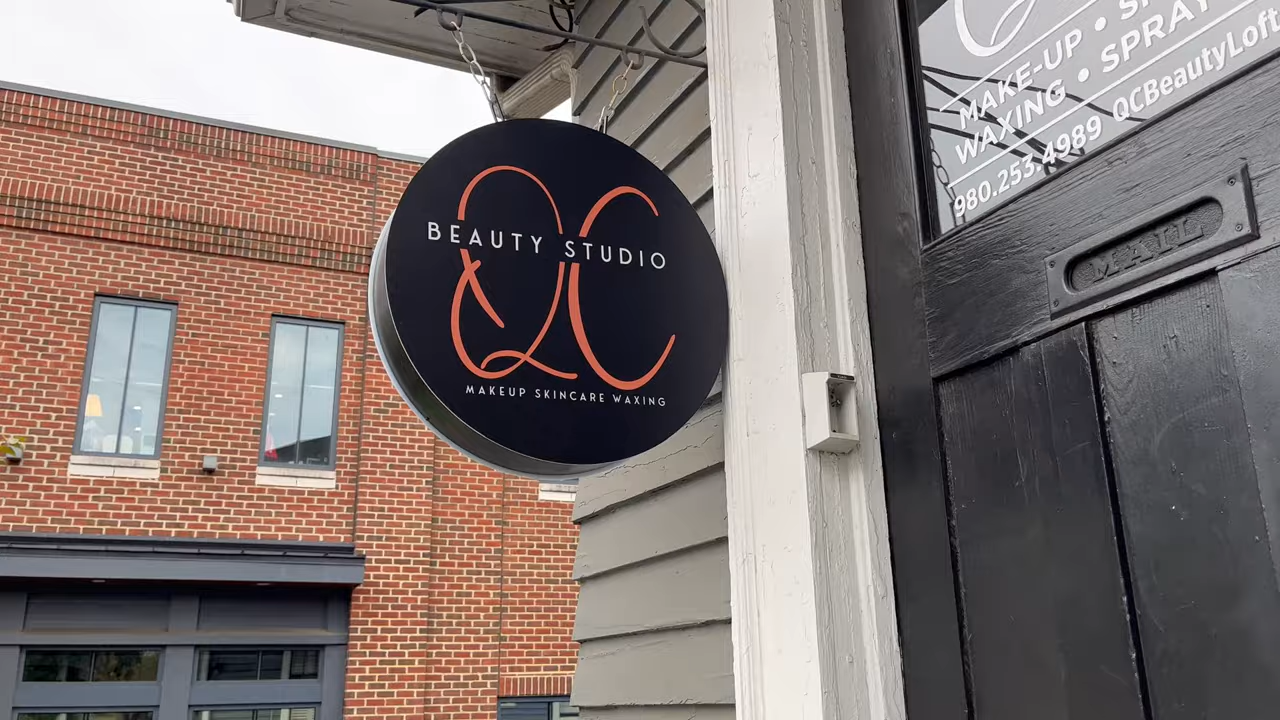 QC
BEAUTY STUDIO
MAKEUP SKINCARE WAXING
MAKE-UP •
WAXING • SPRAY
980.253.4989 QCBeautyLoft
MAIL